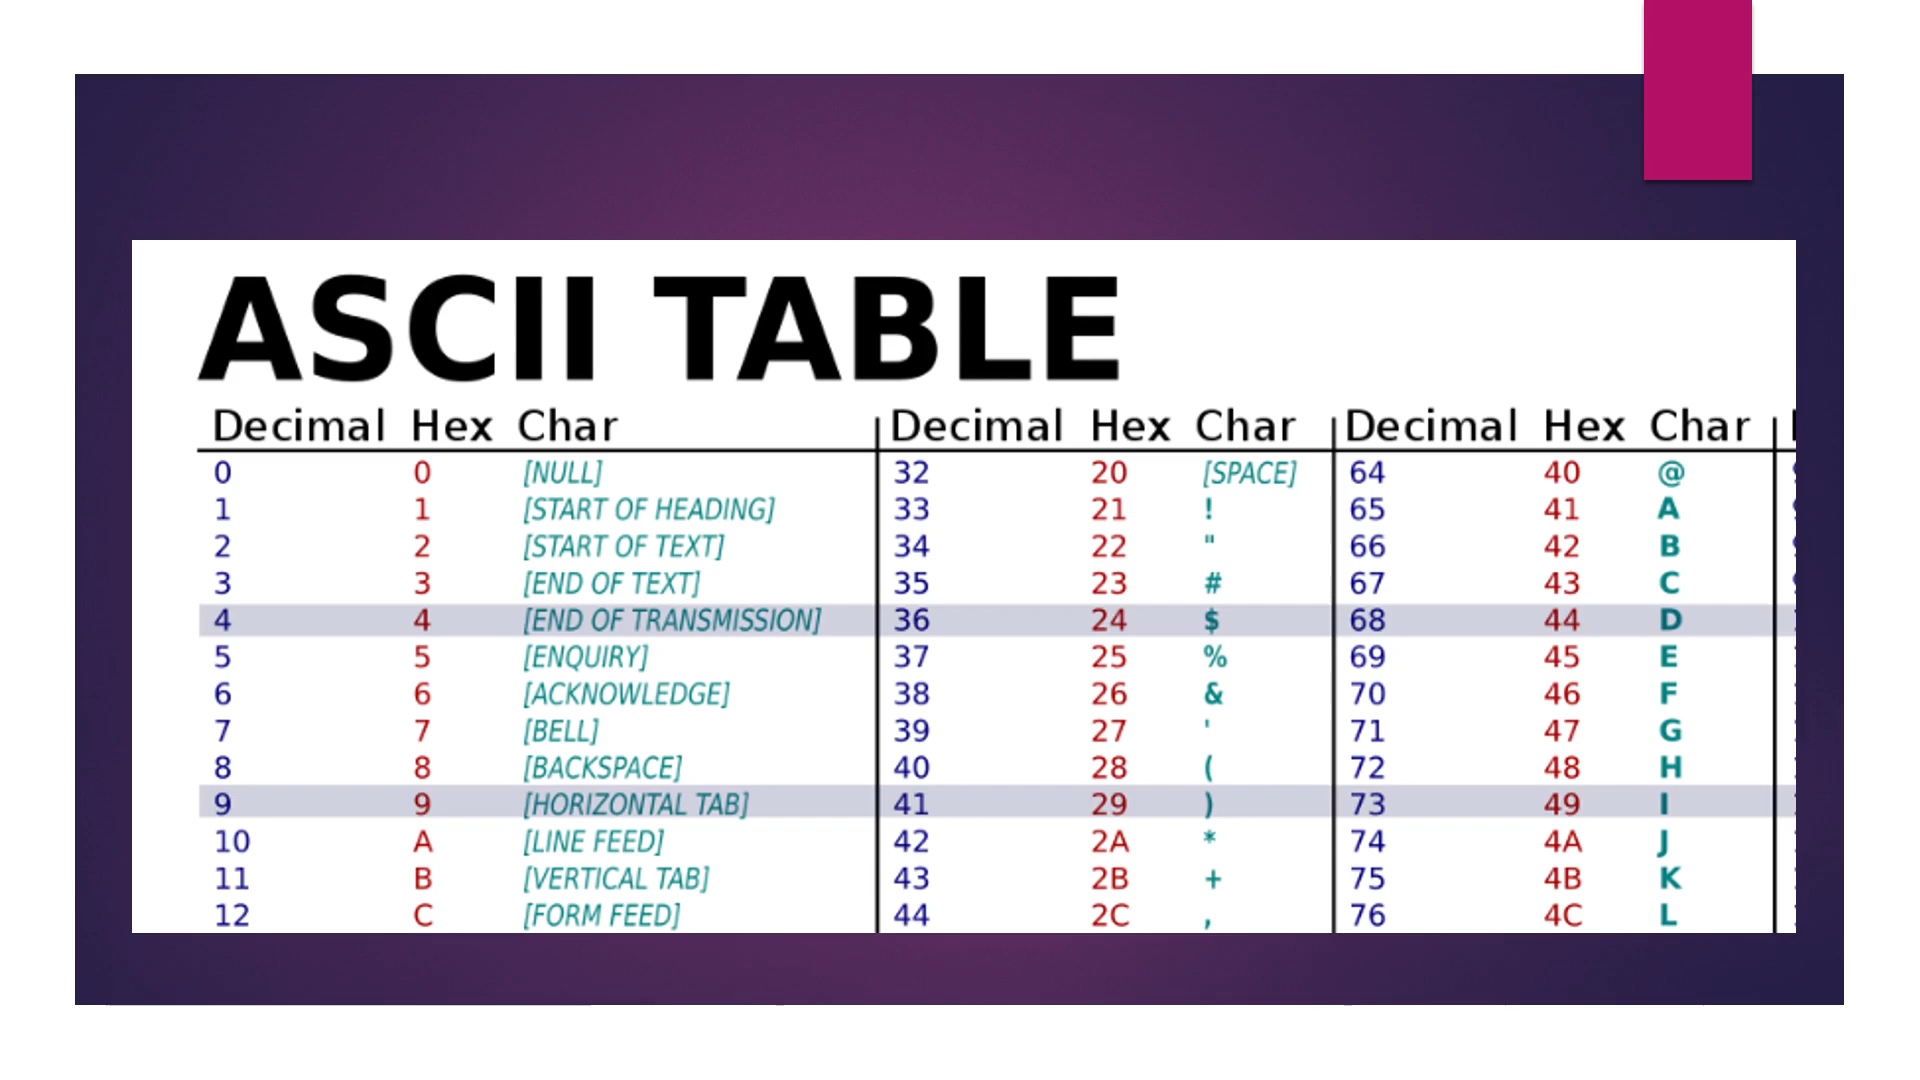 ASCII TABLE
Decimal Hex Char Decimal Hex Char Decimal Hex Char
0 0 [NULL] 32 20 [SPACE] 64 40 @
1 1 [START OF HEADING] 33 21 ! 65 41 A
2 2 [START OF TEXT] 34 22 " 66 42 B
3 3 [END OF TEXT] 35 23 # 67 43 C
4 4 [END OF TRANSMISSION] 36 24 $ 68 44 D
5 5 [ENQUIRY] 37 25 % 69 45 E
6 6 [ACKNOWLEDGE] 38 26 & 70 46 F
7 7 [BELL] 39 27 ' 71 47 G
8 8 [BACKSPACE] 40 28 ( 72 48 H
9 9 [HORIZONTAL TAB] 41 29 ) 73 49 I
10 A [LINE FEED] 42 2A * 74 4A J
11 B [VERTICAL TAB] 43 2B + 75 4B K
12 C [FORM FEED] 44 2C , 76 4C L